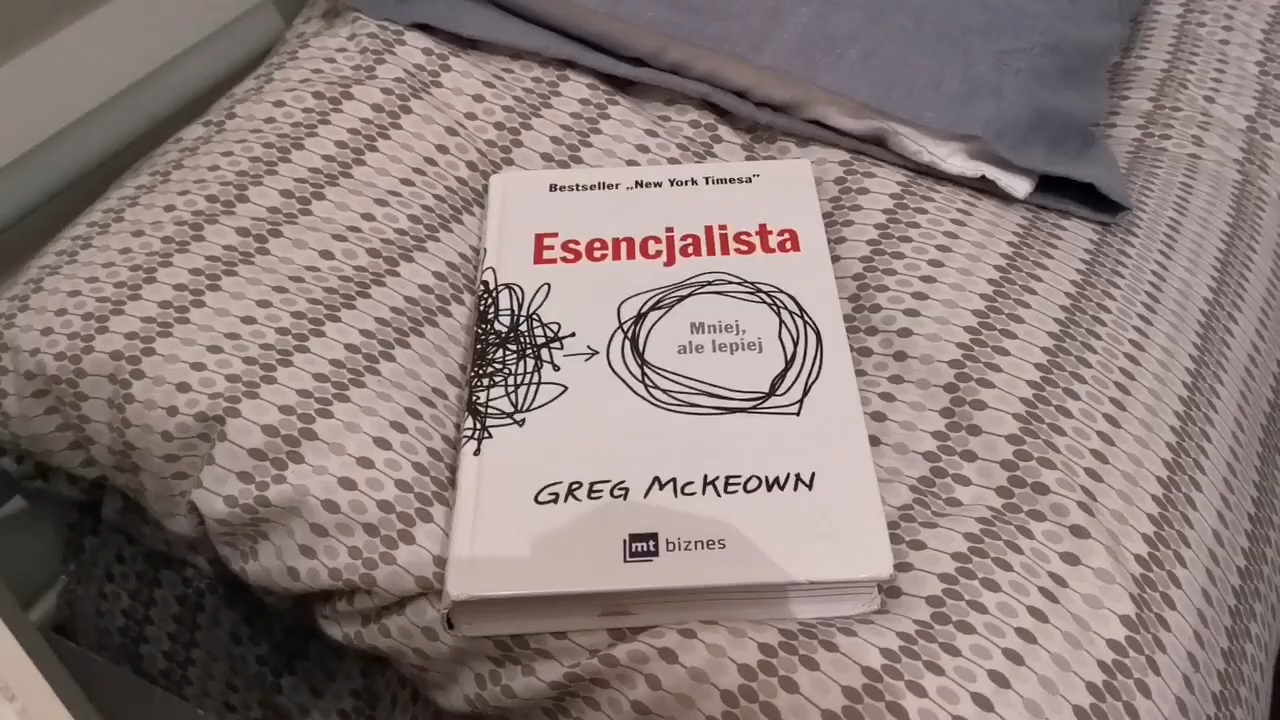 Bestseller „New York Timesa”
Esencjalista
Mniej,
ale lepiej
GREG McKEOWN
mt biznes